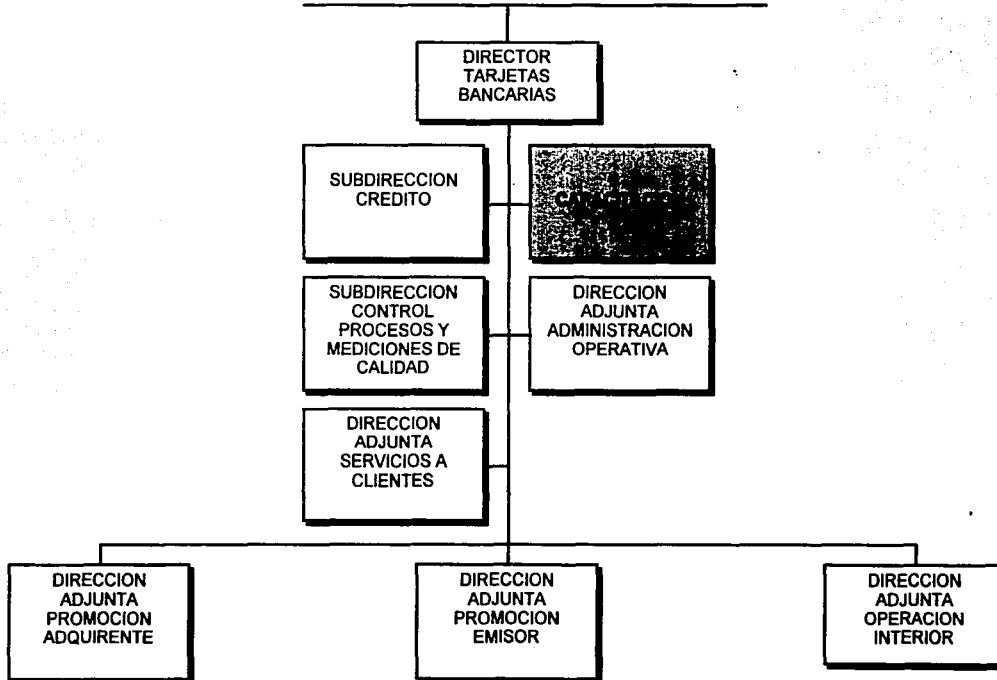 DIRECTOR
TARJETAS
BANCARIAS
SUBDIRECCION
CREDITO
SUBDIRECCION
CONTROL
PROCESOS Y
MEDICIONES DE
CALIDAD
DIRECCION
ADJUNTA
ADMINISTRACION
OPERATIVA
DIRECCION
ADJUNTA
SERVICIOS A
CLIENTES
DIRECCION
ADJUNTA
PROMOCION
ADQUIRENTE
DIRECCION
ADJUNTA
PROMOCION
EMISOR
DIRECCION
ADJUNTA
OPERACION
INTERIOR